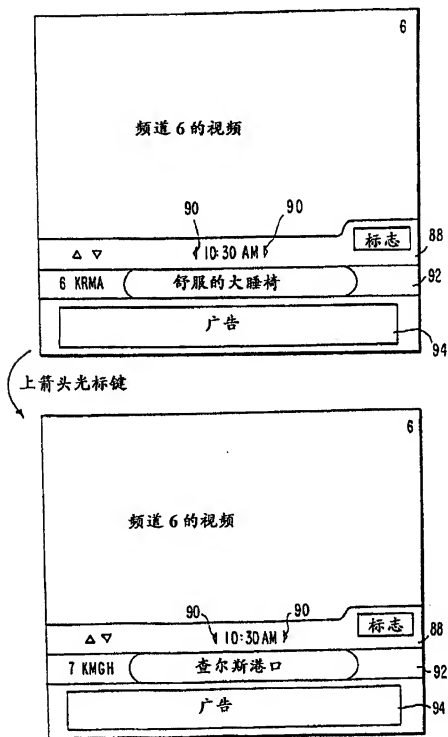 6
频道 6 的视频
90 90
标志
88
10:30 AM
6 KRMA 舒服的大睡椅
92
广告
94
上箭头光标键
6
频道 6 的视频
90 90
标志
88
10:30 AM
7 KMGH 查尔斯港口
92
广告
94